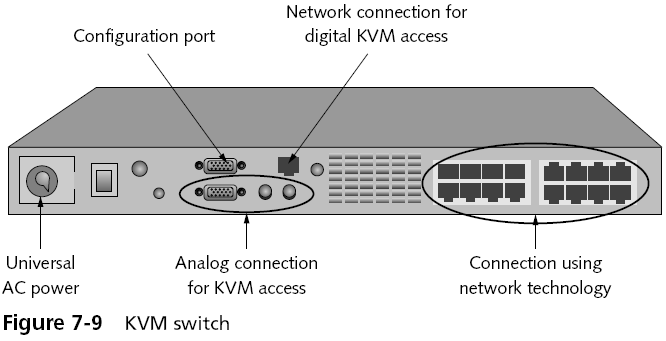 Network connection for
digital KVM access
Configuration port
Universal
AC power
Analog connection
for KVM access
Connection using
network technology
Figure 7-9 KVM switch